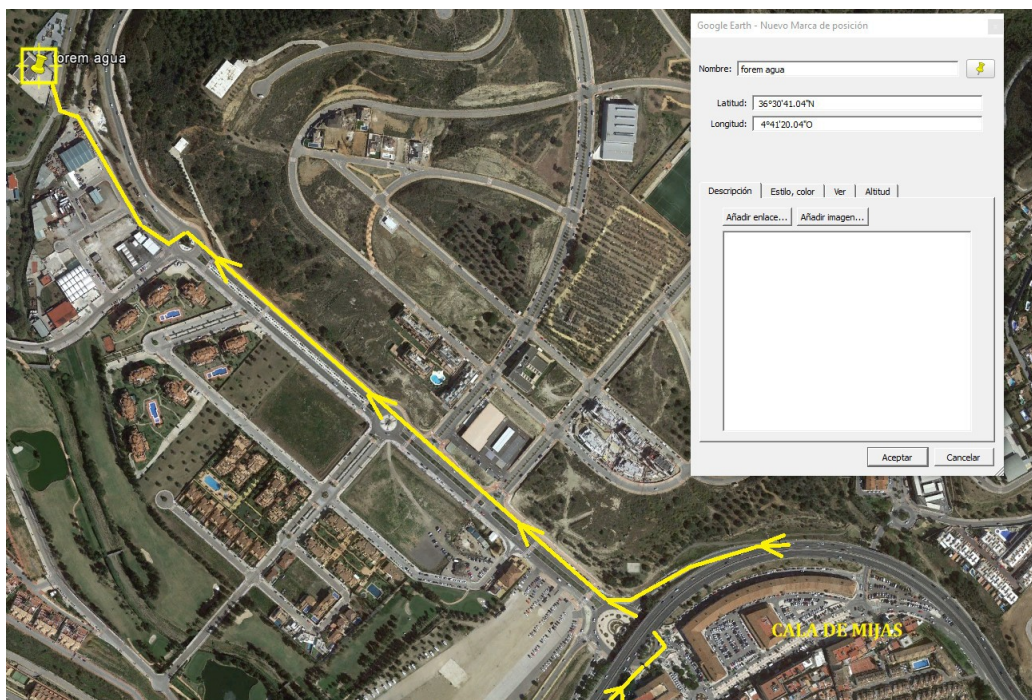 forem agua
Google Earth - Nuevo Marca de posición
Nombre: forem agua
Latitud: 36°30'41.04"N
Longitud: 4°41'20.04"O
Descripción Estilo, color Ver Altitud
Añadir enlace... Añadir imagen...
Aceptar Cancelar
CALA DE MIJAS